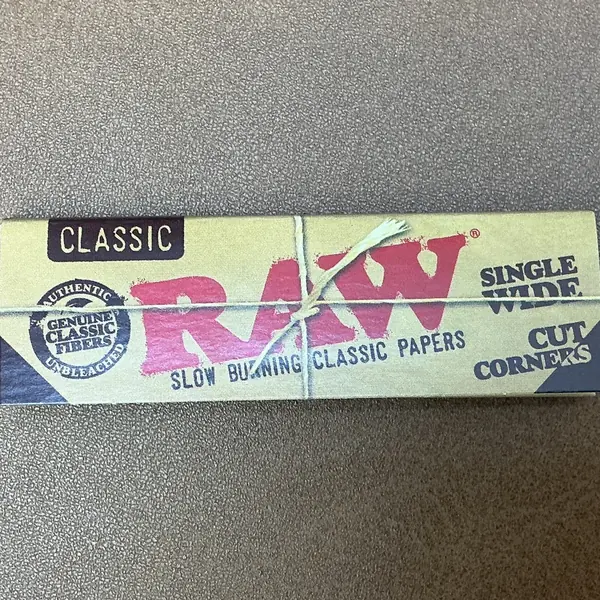 CLASSIC
AUTHENTIC
GENUINE
CLASSIC
FIBERS
UNBLEACHED
RAW®
SLOW BURNING CLASSIC PAPERS
SINGLE
WIDE
CUT
CORNERS